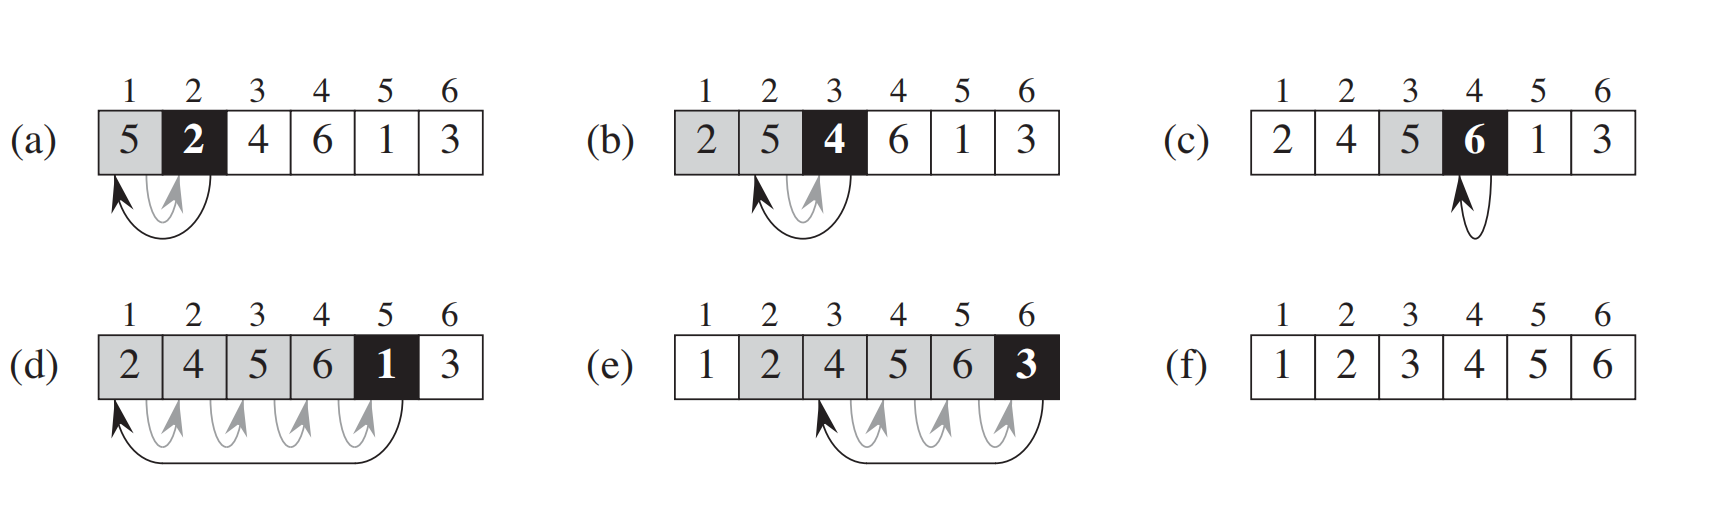 1 2 3 4 5 6
(a) 5 2 4 6 1 3
1 2 3 4 5 6
(b) 2 5 4 6 1 3
1 2 3 4 5 6
(c) 2 4 5 6 1 3
1 2 3 4 5 6
(d) 2 4 5 6 1 3
1 2 3 4 5 6
(e) 1 2 4 5 6 3
1 2 3 4 5 6
(f) 1 2 3 4 5 6